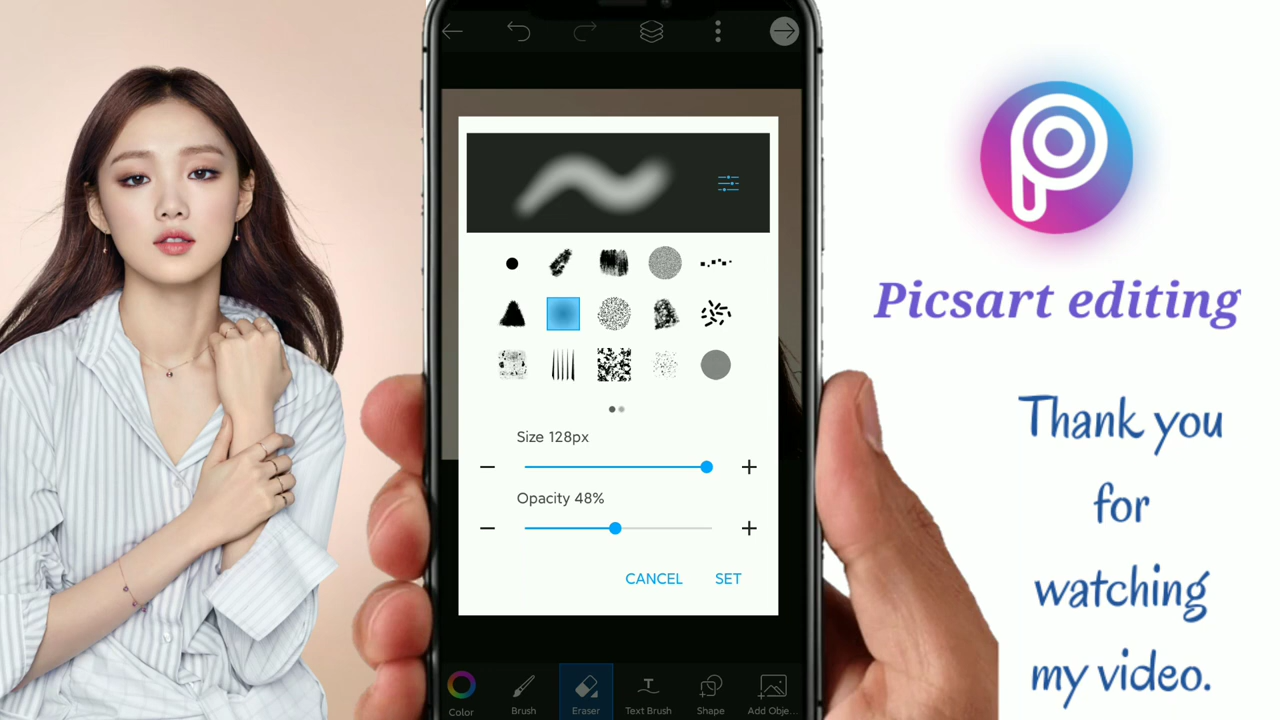 Size 128px
Opacity 48%
CANCEL SET
Color Brush Eraser Text Brush Shape Add Obje...
Picsart editing
Thank you
for
watching
my video.